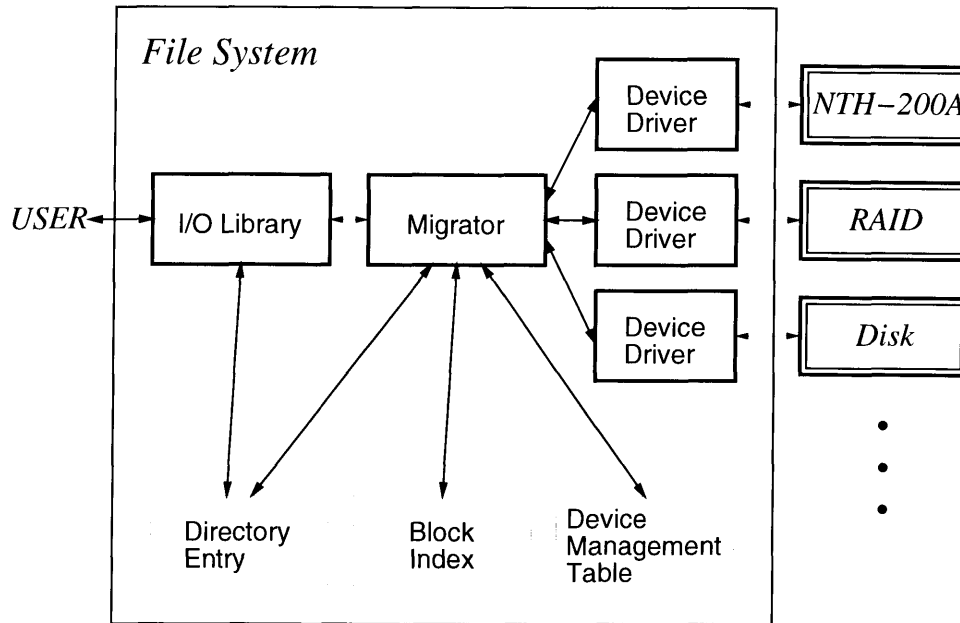 File System
Device
Driver
NTH-200A
USER
I/O Library
Migrator
Device
Driver
RAID
Device
Driver
Disk
Directory
Entry
Block
Index
Device
Management
Table